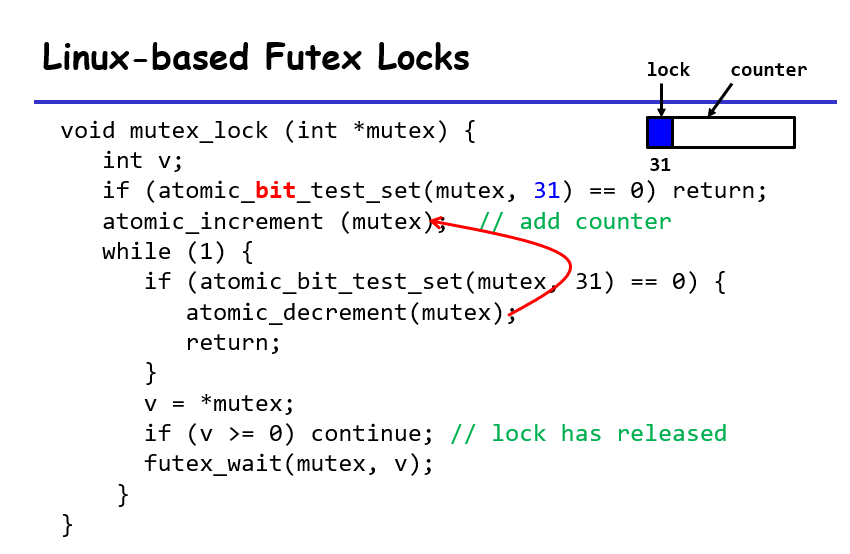 Linux-based Futex Locks
lock counter
31
void mutex_lock (int *mutex) {
int v;
if (atomic_bit_test_set(mutex, 31) == 0) return;
atomic_increment (mutex); // add counter
while (1) {
if (atomic_bit_test_set(mutex, 31) == 0) {
atomic_decrement(mutex);
return;
}
v = *mutex;
if (v >= 0) continue; // lock has released
futex_wait(mutex, v);
}
}